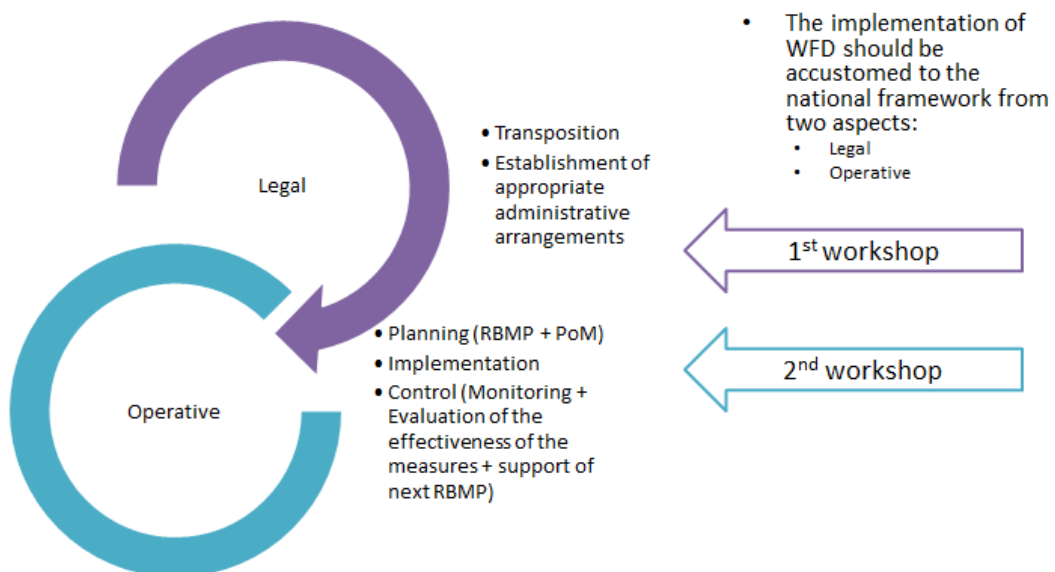 Legal
• Transposition
• Establishment of
appropriate
administrative
arrangements
Operative
• Planning (RBMP + PoM)
• Implementation
• Control (Monitoring +
Evaluation of the
effectiveness of the
measures + support of
next RBMP)
• The implementation of
WFD should be
accustomed to the
national framework from
two aspects:
• Legal
• Operative
1st workshop
2nd workshop